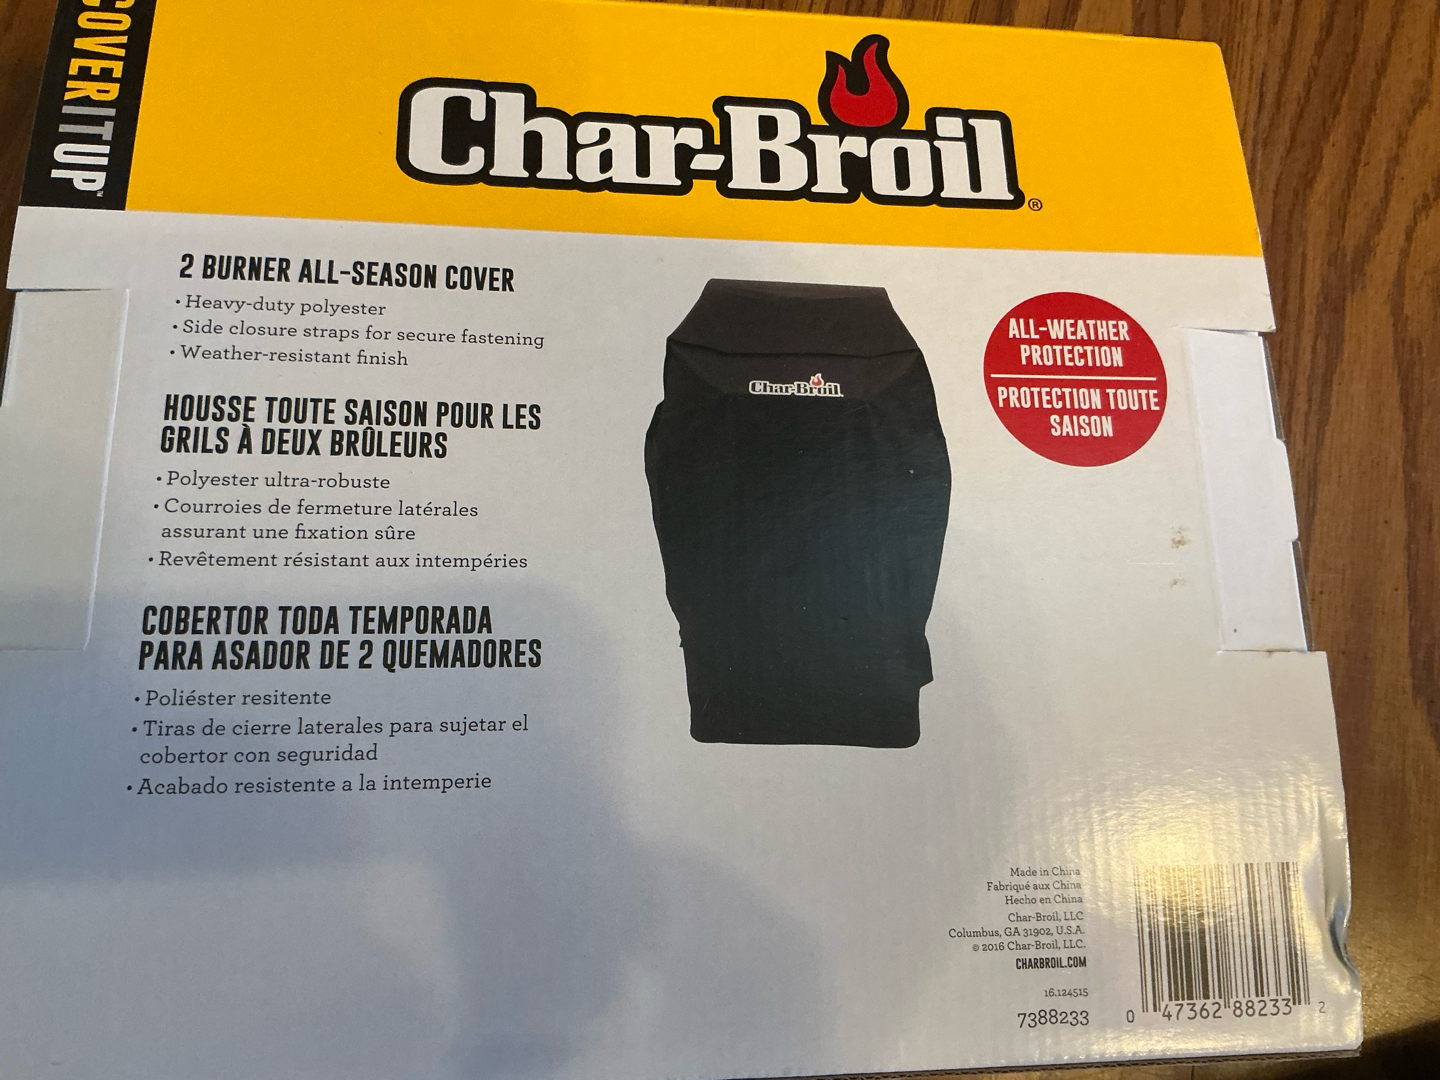 COVER IT UP™
Char-Broil®
2 BURNER ALL-SEASON COVER
• Heavy-duty polyester
• Side closure straps for secure fastening
• Weather-resistant finish
HOUSSE TOUTE SAISON POUR LES
GRILS À DEUX BRÛLEURS
• Polyester ultra-robuste
• Courroies de fermeture latérales
assurant une fixation sûre
• Revêtement résistant aux intempéries
COBERTOR TODA TEMPORADA
PARA ASADOR DE 2 QUEMADORES
• Poliéster resitente
• Tiras de cierre laterales para sujetar el
cobertor con seguridad
• Acabado resistente a la intemperie
Char-Broil
ALL-WEATHER
PROTECTION
PROTECTION TOUTE
SAISON
Made in China
Fabriqué aux China
Hecho en China
Char-Broil, LLC
Columbus, GA 31902, U.S.A.
© 2016 Char-Broil, LLC.
CHARBROIL.COM
16.124515
7388233
0 47362 88233 2